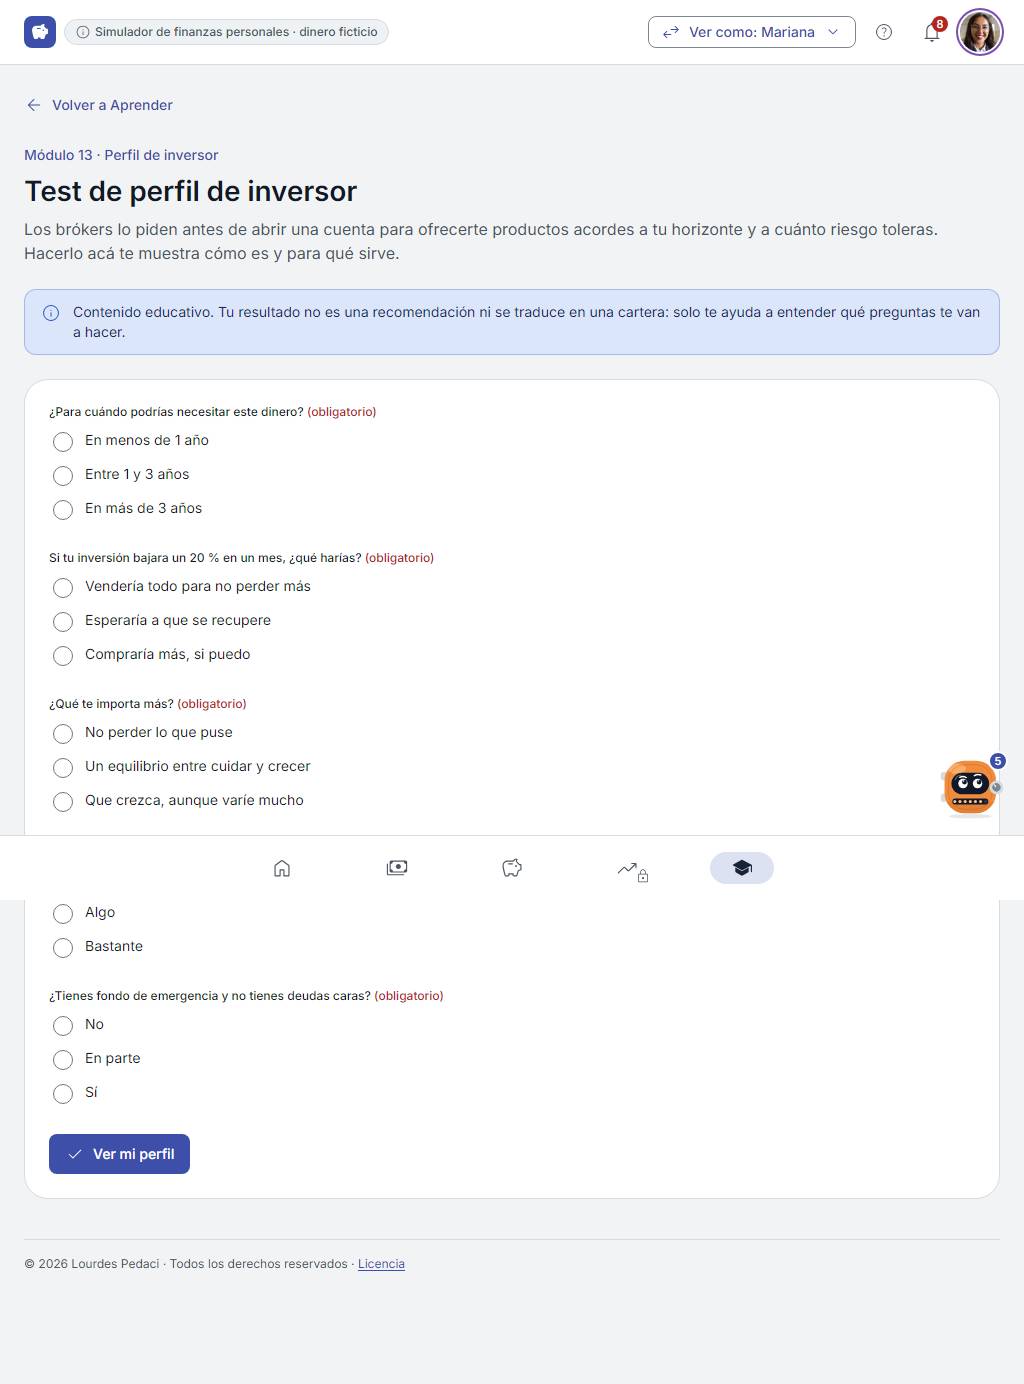 Simulador de finanzas personales · dinero ficticio
Ver como: Mariana
8
Volver a Aprender
Módulo 13 · Perfil de inversor
Test de perfil de inversor
Los brókers lo piden antes de abrir una cuenta para ofrecerte productos acordes a tu horizonte y a cuánto riesgo toleras.
Hacerlo acá te muestra cómo es y para qué sirve.
Contenido educativo. Tu resultado no es una recomendación ni se traduce en una cartera: solo te ayuda a entender qué preguntas te van
a hacer.
¿Para cuándo podrías necesitar este dinero? (obligatorio)
En menos de 1 año
Entre 1 y 3 años
En más de 3 años
Si tu inversión bajara un 20 % en un mes, ¿qué harías? (obligatorio)
Vendería todo para no perder más
Esperaría a que se recupere
Compraría más, si puedo
¿Qué te importa más? (obligatorio)
No perder lo que puse
Un equilibrio entre cuidar y crecer
5
Que crezca, aunque varíe mucho
Algo
Bastante
¿Tienes fondo de emergencia y no tienes deudas caras? (obligatorio)
No
En parte
Sí
Ver mi perfil
© 2026 Lourdes Pedaci · Todos los derechos reservados · Licencia